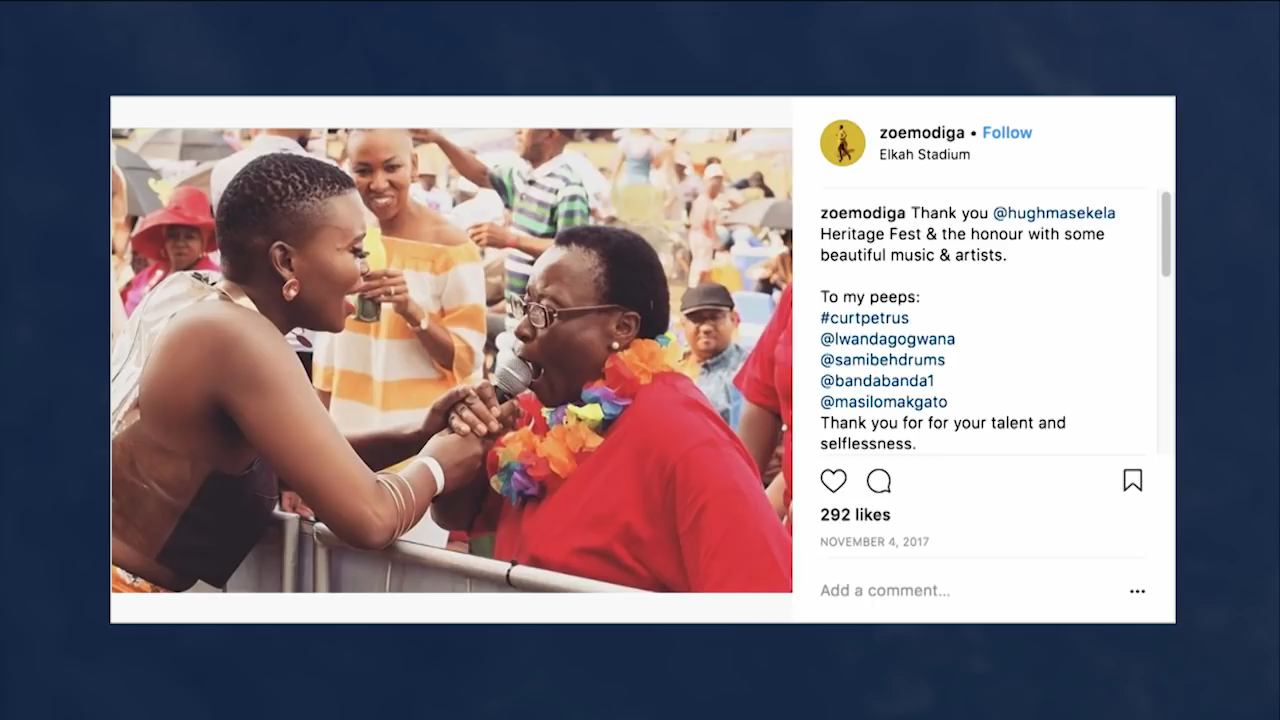 zoemodiga • Follow
Elkah Stadium
zoemodiga Thank you @hughmasekela
Heritage Fest & the honour with some
beautiful music & artists.
To my peeps:
#curtpetrus
@lwandagogwana
@samibehdrums
@bandabanda1
@masilomakgato
Thank you for for your talent and
selflessness.
292 likes
NOVEMBER 4, 2017
Add a comment...